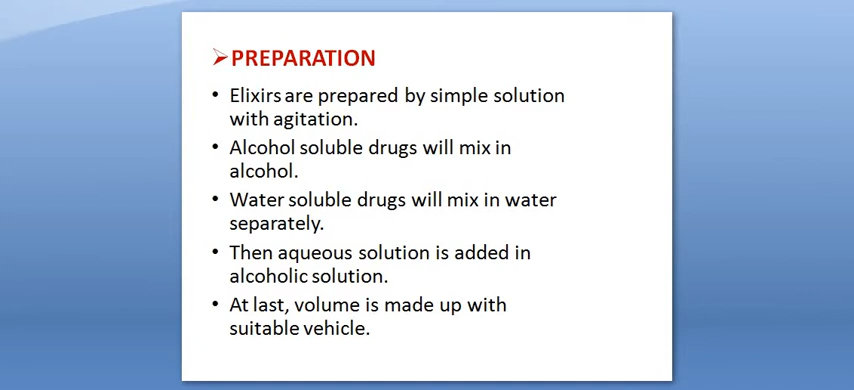 ➢PREPARATION
• Elixirs are prepared by simple solution
with agitation.
• Alcohol soluble drugs will mix in
alcohol.
• Water soluble drugs will mix in water
separately.
• Then aqueous solution is added in
alcoholic solution.
• At last, volume is made up with
suitable vehicle.